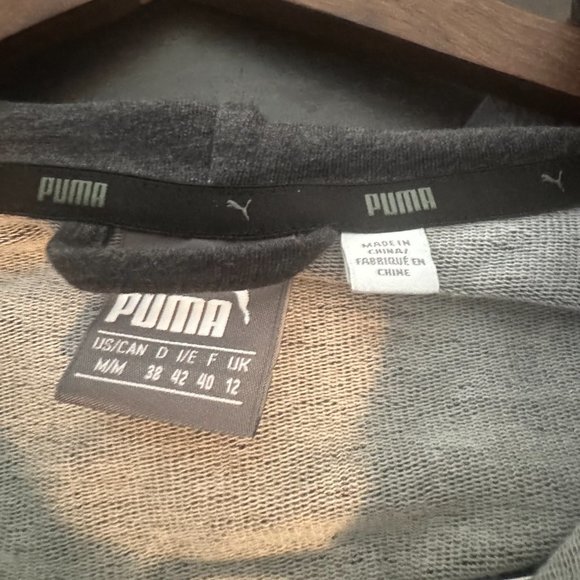 PUMA
PUMA
MADE IN
CHINA/
FABRIQUÉ EN
CHINE
PUMA
US/CAN D I/E F UK
M/M 38 42 40 12